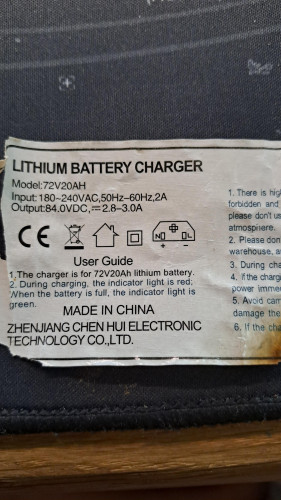 LITHIUM BATTERY CHARGER
Model:72V20AH
Input:180~240VAC,50Hz~60Hz,2A
Output:84.0VDC,⎓2.8~3.0A
CE
User Guide
1,The charger is for 72V20Ah lithium battery.
2. During charging, the indicator light is red;
When the battery is full, the indicator light is
green.
MADE IN CHINA
ZHENJIANG CHEN HUI ELECTRONIC
TECHNOLOGY CO.,LTD.
1. There is hig
forbidden and
please don't us
atmosphere.
2. Please don
warehouse, a
3. During cha
4. if the charg
power imme
5. Avoid car
damage the
6. If the cha